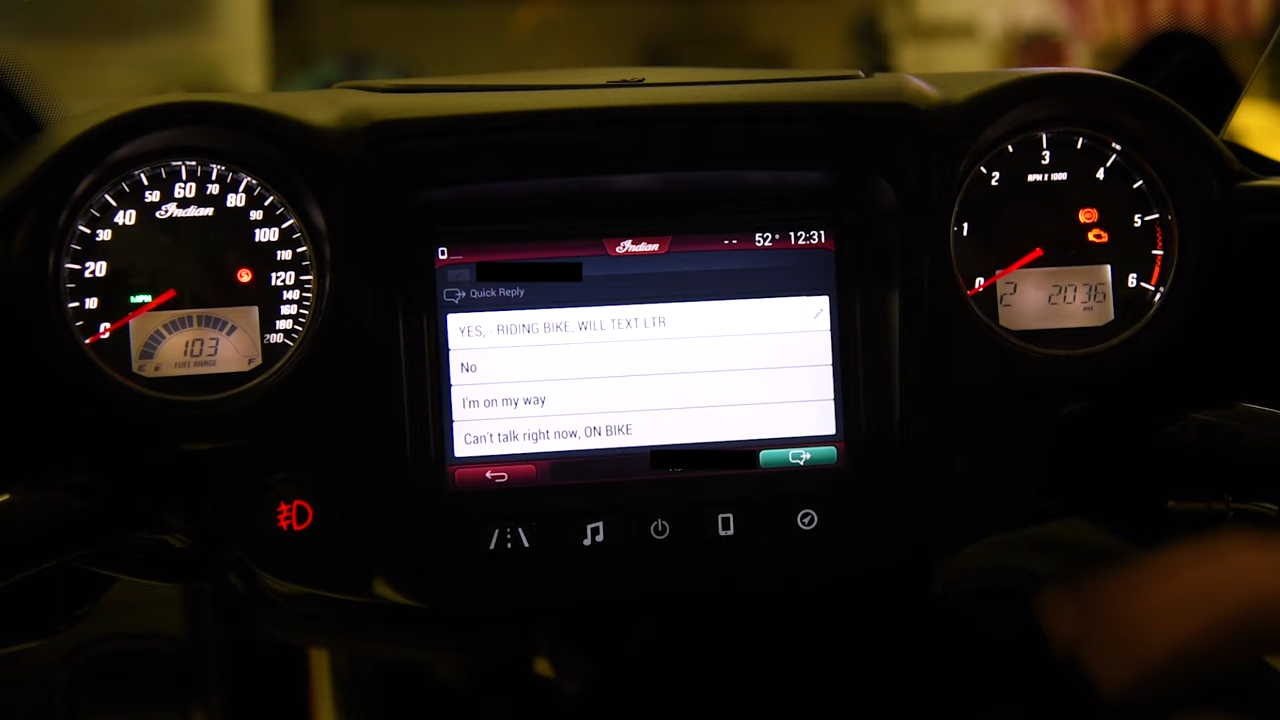 10
20
30
40
50
60
70
80
90
100
110
120
140
160
180
200
0
Indian
MPH
103
E
F
FUEL RANGE
Indian
-- 52° 12:31
Quick Reply
YES, - RIDING BIKE, WILL TEXT LTR
No
I'm on my way
Can't talk right now, ON BIKE
0
1
2
3
4
5
6
RPM X 1000
2 2036